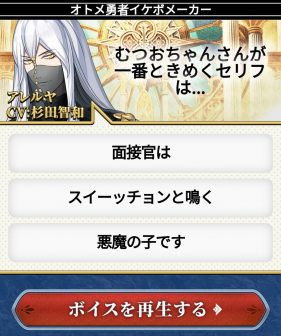 オトメ勇者イケボメーカー
むつおちゃんさんが
一番ときめくセリフ
は...
アレルヤ
CV:杉田智和
面接官は
スイーッチョンと鳴く
悪魔の子です
ボイスを再生する